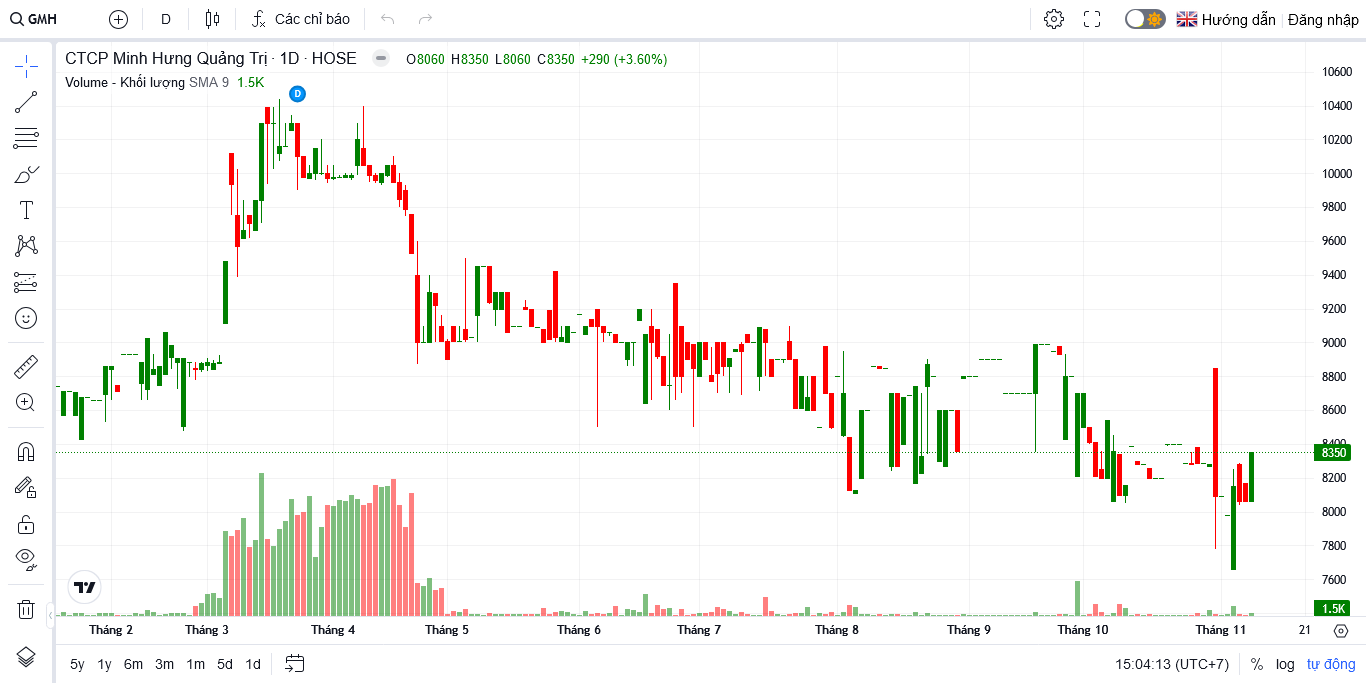 GMH D Các chỉ báo Hướng dẫn Đăng nhập
CTCP Minh Hưng Quảng Trị · 1D · HOSE O8060 H8350 L8060 C8350 +290 (+3.60%)
Volume - Khối lượng SMA 9 1.5K
D
10600
10400
10200
10000
9800
9600
9400
9200
9000
8800
8600
8400
8350
8200
8000
7800
7600
1.5K
Tháng 2 Tháng 3 Tháng 4 Tháng 5 Tháng 6 Tháng 7 Tháng 8 Tháng 9 Tháng 10 Tháng 11 21
5y 1y 6m 3m 1m 5d 1d 15:04:13 (UTC+7) % log tự động